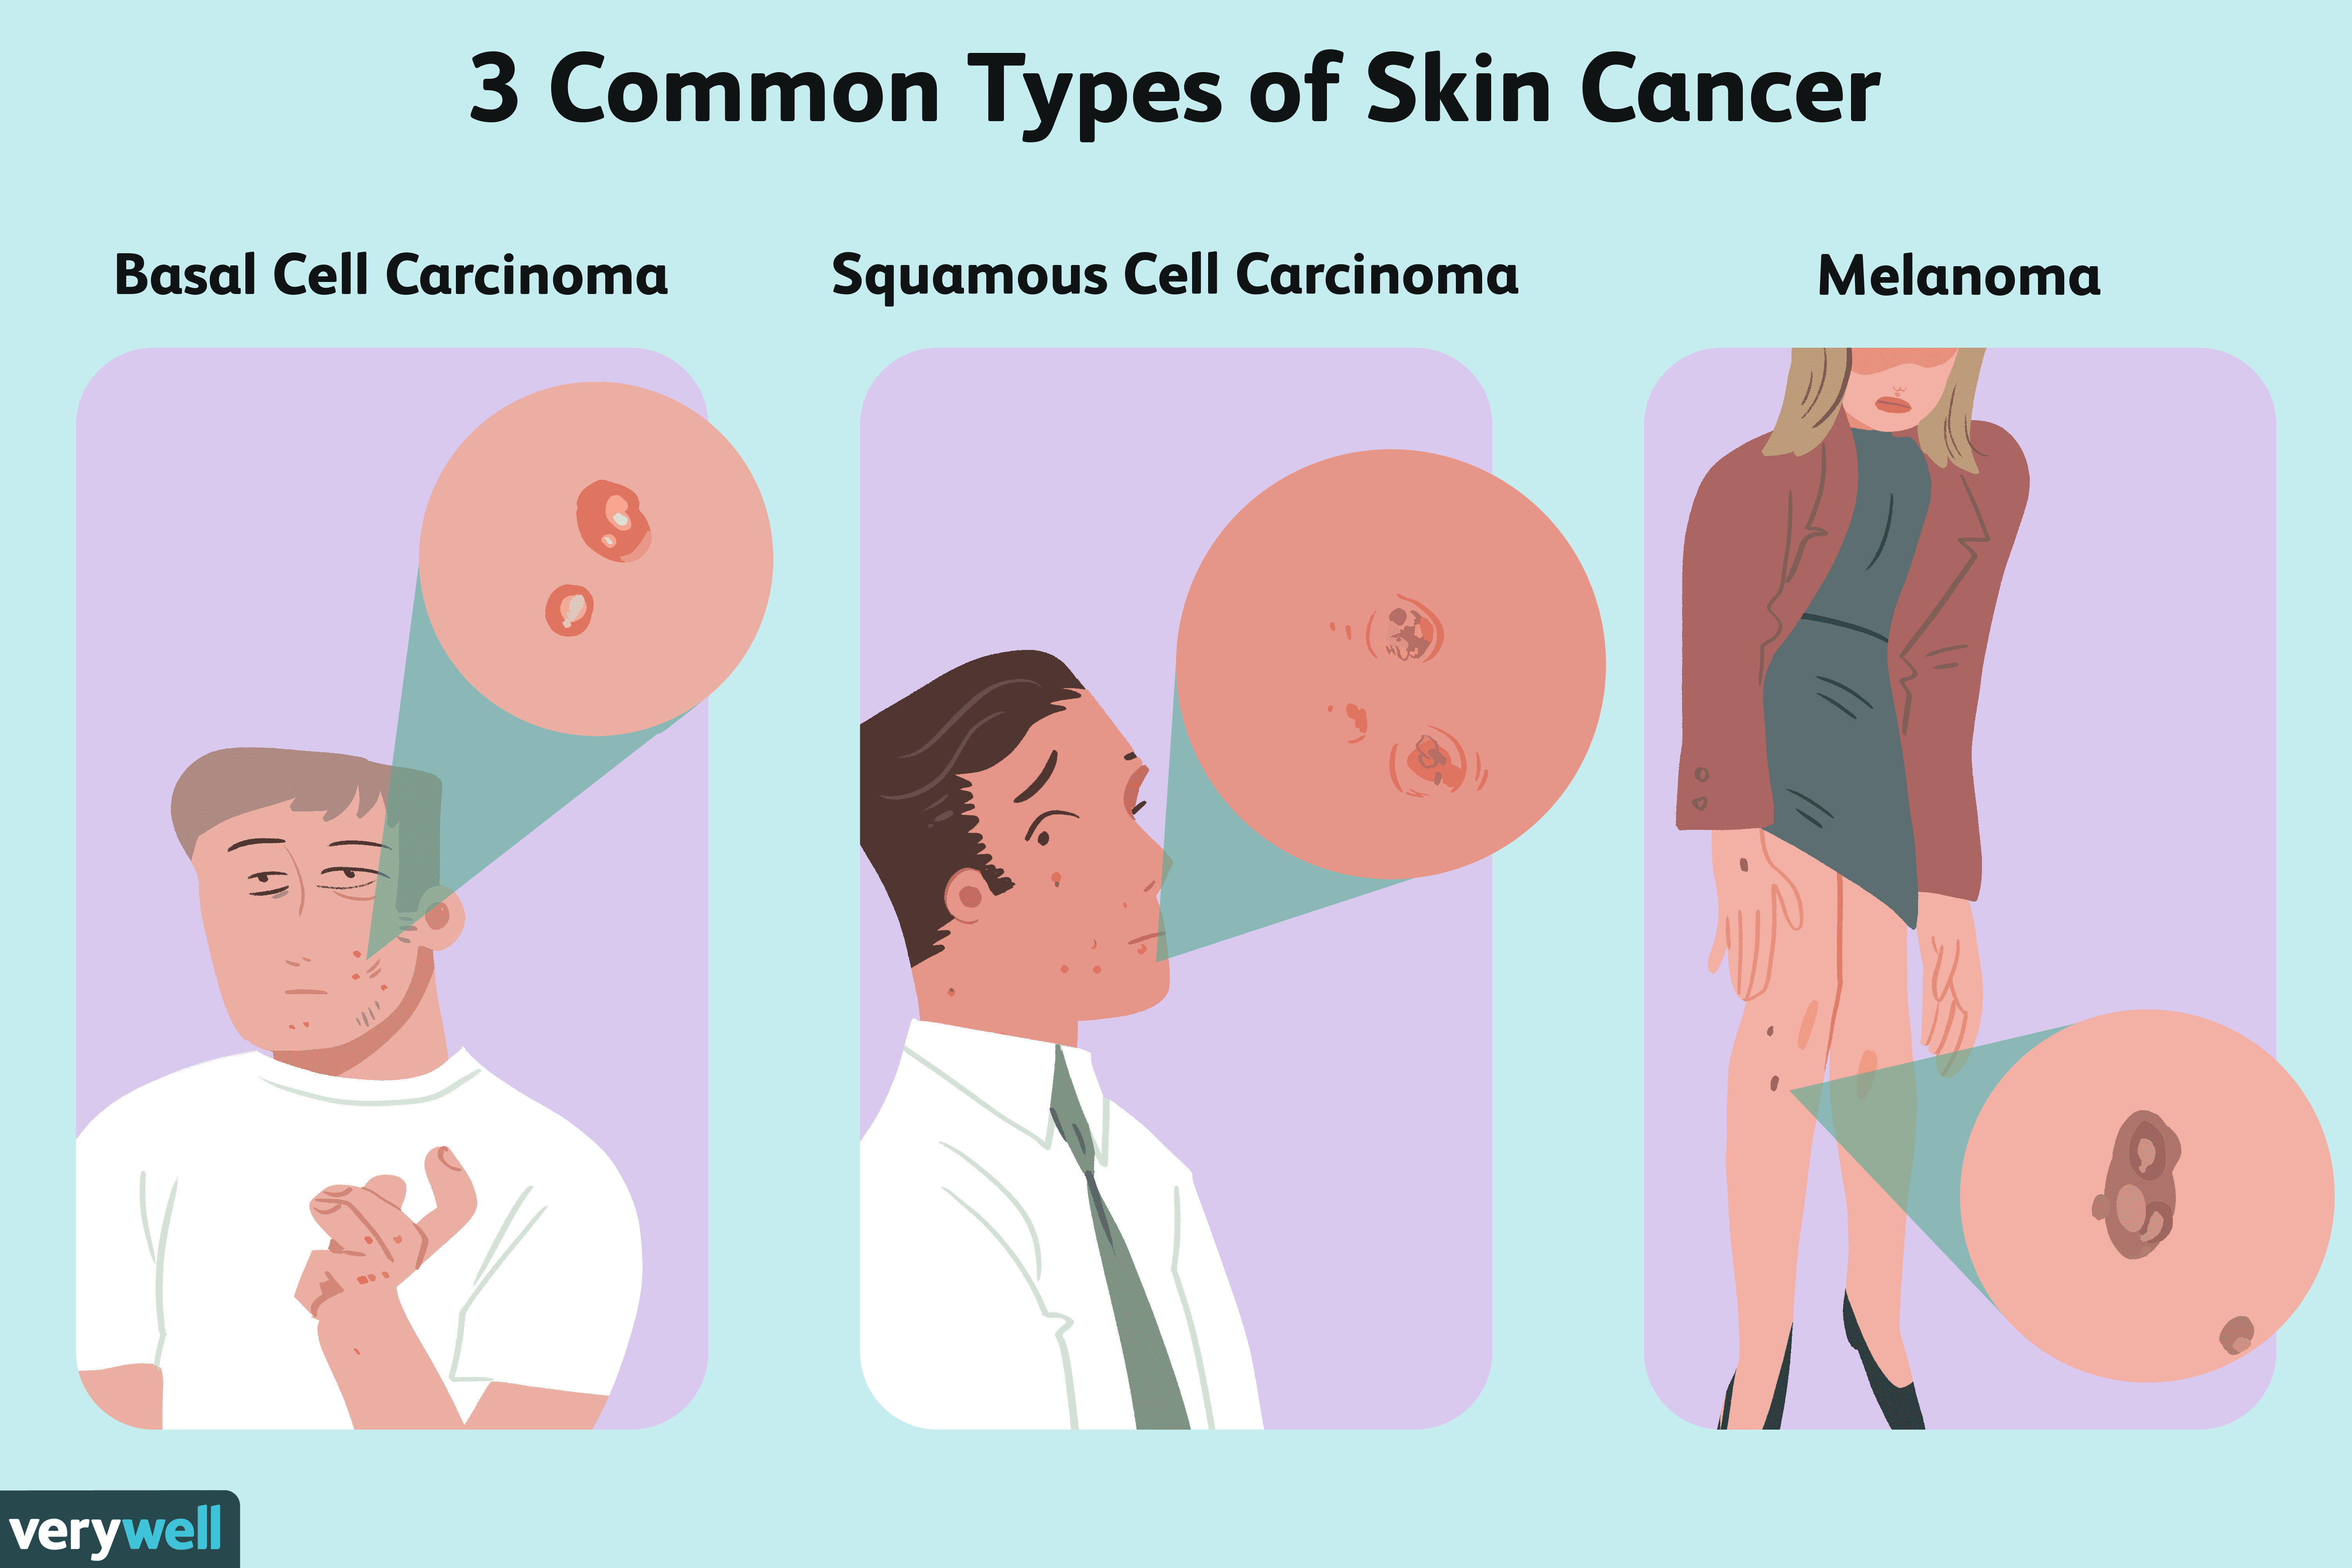 3 Common Types of Skin Cancer
Basal Cell Carcinoma
Squamous Cell Carcinoma
Melanoma
verywell